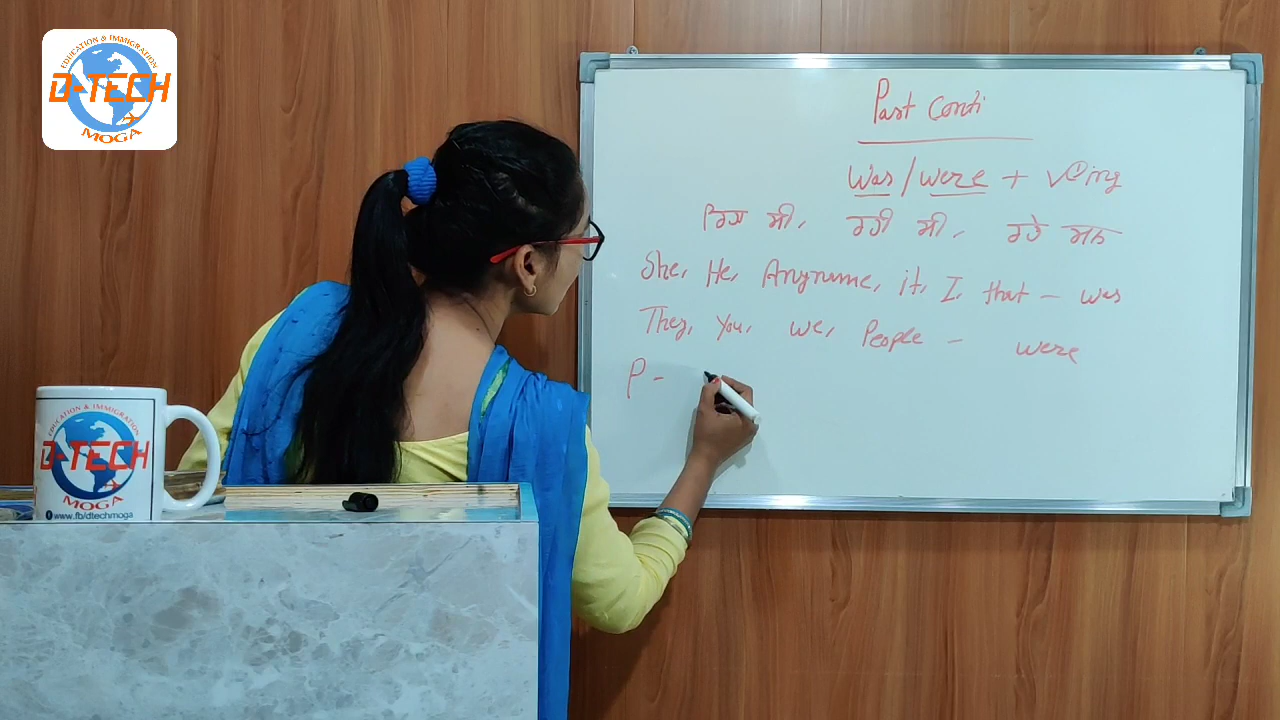 EDUCATION & IMMIGRATION
D-TECH
MOGA
Past Conti
Was/were + V①ing
ਰਿਹਾ ਸੀ, ਰਹੀ ਸੀ, ਰਹੇ ਸਨ
She, He, Anyname, it, I, that - was
They, You, we, People - were
P -
EDUCATION & IMMIGRATION
D-TECH
MOGA
www.fb/dtechmoga